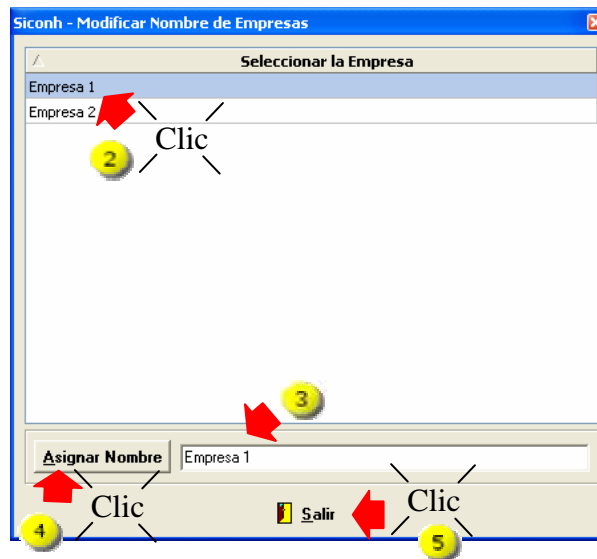 Siconh - Modificar Nombre de Empresas
Seleccionar la Empresa
Empresa 1
Empresa 2
Clic
2
3
Asignar Nombre
Empresa 1
Clic
4
Salir
Clic
5